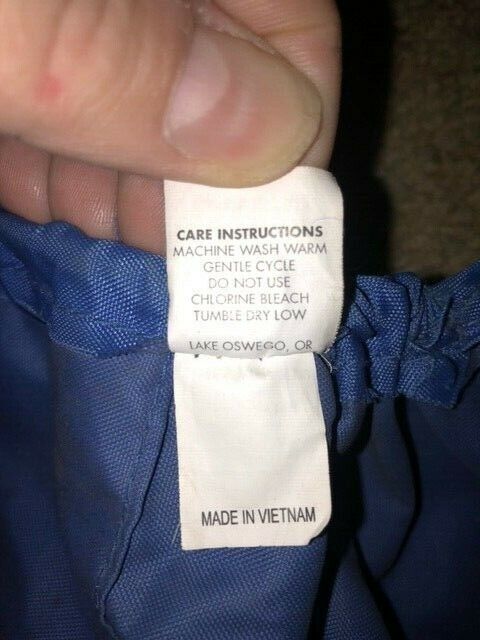 CARE INSTRUCTIONS
MACHINE WASH WARM
GENTLE CYCLE
DO NOT USE
CHLORINE BLEACH
TUMBLE DRY LOW
LAKE OSWEGO, OR
MADE IN VIETNAM